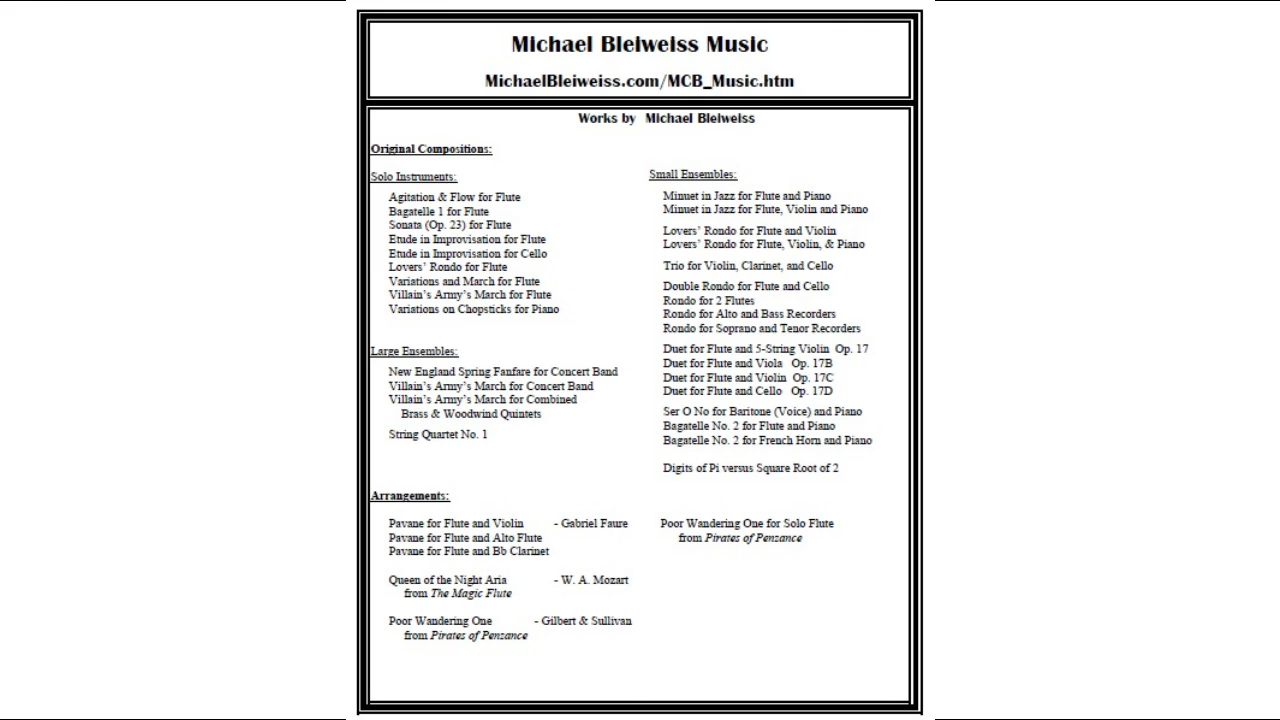 Michael Bleiweiss Music
MichaelBleiweiss.com/MCB_Music.htm
Works by Michael Bleiweiss
Original Compositions:
Solo Instruments:
Agitation & Flow for Flute
Bagatelle 1 for Flute
Sonata (Op. 23) for Flute
Etude in Improvisation for Flute
Etude in Improvisation for Cello
Lovers' Rondo for Flute
Variations and March for Flute
Villain's Army's March for Flute
Variations on Chopsticks for Piano
Large Ensembles:
New England Spring Fanfare for Concert Band
Villain's Army's March for Concert Band
Villain's Army's March for Combined
Brass & Woodwind Quintets
String Quartet No. 1
Small Ensembles:
Minuet in Jazz for Flute and Piano
Minuet in Jazz for Flute, Violin and Piano
Lovers' Rondo for Flute and Violin
Lovers' Rondo for Flute, Violin, & Piano
Trio for Violin, Clarinet, and Cello
Double Rondo for Flute and Cello
Rondo for 2 Flutes
Rondo for Alto and Bass Recorders
Rondo for Soprano and Tenor Recorders
Duet for Flute and 5-String Violin Op. 17
Duet for Flute and Viola Op. 17B
Duet for Flute and Violin Op. 17C
Duet for Flute and Cello Op. 17D
Ser O No for Baritone (Voice) and Piano
Bagatelle No. 2 for Flute and Piano
Bagatelle No. 2 for French Horn and Piano
Digits of Pi versus Square Root of 2
Arrangements:
Pavane for Flute and Violin - Gabriel Faure
Pavane for Flute and Alto Flute
Pavane for Flute and Bb Clarinet
Queen of the Night Aria - W. A. Mozart
from The Magic Flute
Poor Wandering One - Gilbert & Sullivan
from Pirates of Penzance
Poor Wandering One for Solo Flute
from Pirates of Penzance